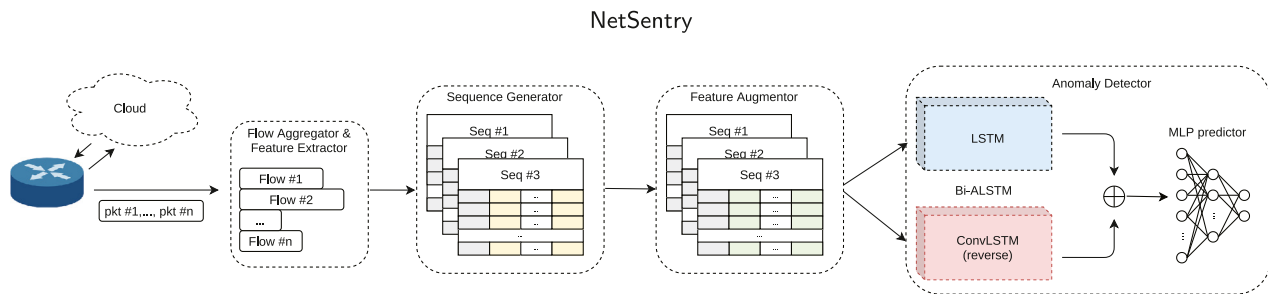 NetSentry
Cloud
pkt #1,..., pkt #n
Flow Aggregator &
Feature Extractor
Flow #1
Flow #2
...
Flow #n
Sequence Generator
Seq #1
Seq #2
Seq #3
...
...
...
...
...
Feature Augmentor
Seq #1
Seq #2
Seq #3
...
...
...
...
...
Anomaly Detector
LSTM
Bi-ALSTM
ConvLSTM
(reverse)
MLP predictor